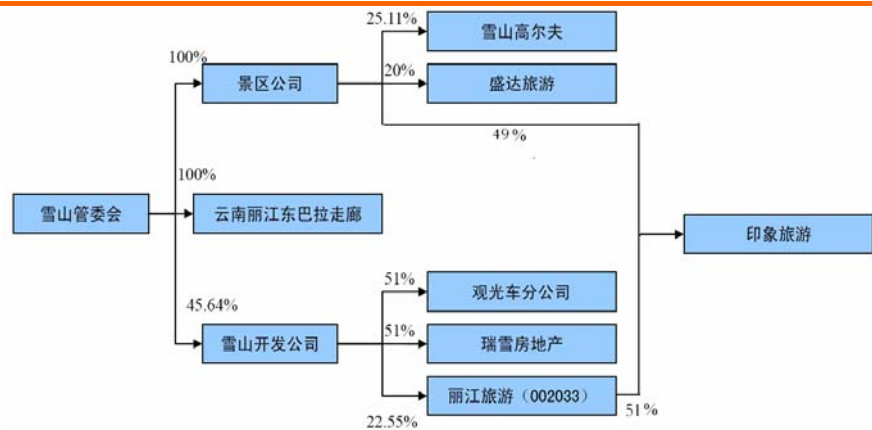 25.11%
雪山高尔夫
100%
景区公司
20%
盛达旅游
49%
100%
雪山管委会
云南丽江东巴拉走廊
印象旅游
45.64%
51%
观光车分公司
雪山开发公司
51%
瑞雪房地产
22.55%
丽江旅游（002033）
51%